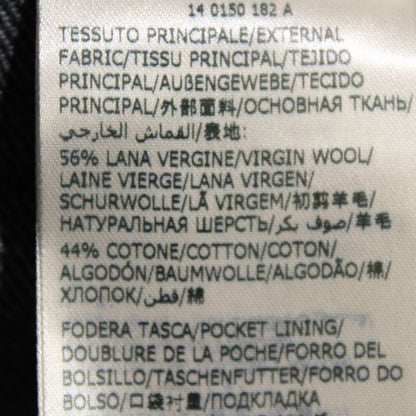 14 0150 182 A
TESSUTO PRINCIPALE/EXTERNAL
FABRIC/TISSU PRINCIPAL/TEJIDO
PRINCIPAL/AUßENGEWEBE/TECIDO
PRINCIPAL/外部面料/ОСНОВНАЯ ТКАНЬ/
القماش الخارجي/表地:
56% LANA VERGINE/VIRGIN WOOL/
LAINE VIERGE/LANA VIRGEN/
SCHURWOLLE/LÃ VIRGEM/初剪羊毛/
НАТУРАЛЬНАЯ ШЕРСТЬ/صوف بكر/羊毛
44% COTONE/COTTON/COTON/
ALGODÓN/BAUMWOLLE/ALGODÃO/棉/
ХЛОПОК/قطن/綿
FODERA TASCA/POCKET LINING/
DOUBLURE DE LA POCHE/FORRO DEL
BOLSILLO/TASCHENFUTTER/FORRO DO
BOLSO/口袋衬里/ПОДКЛАДКА